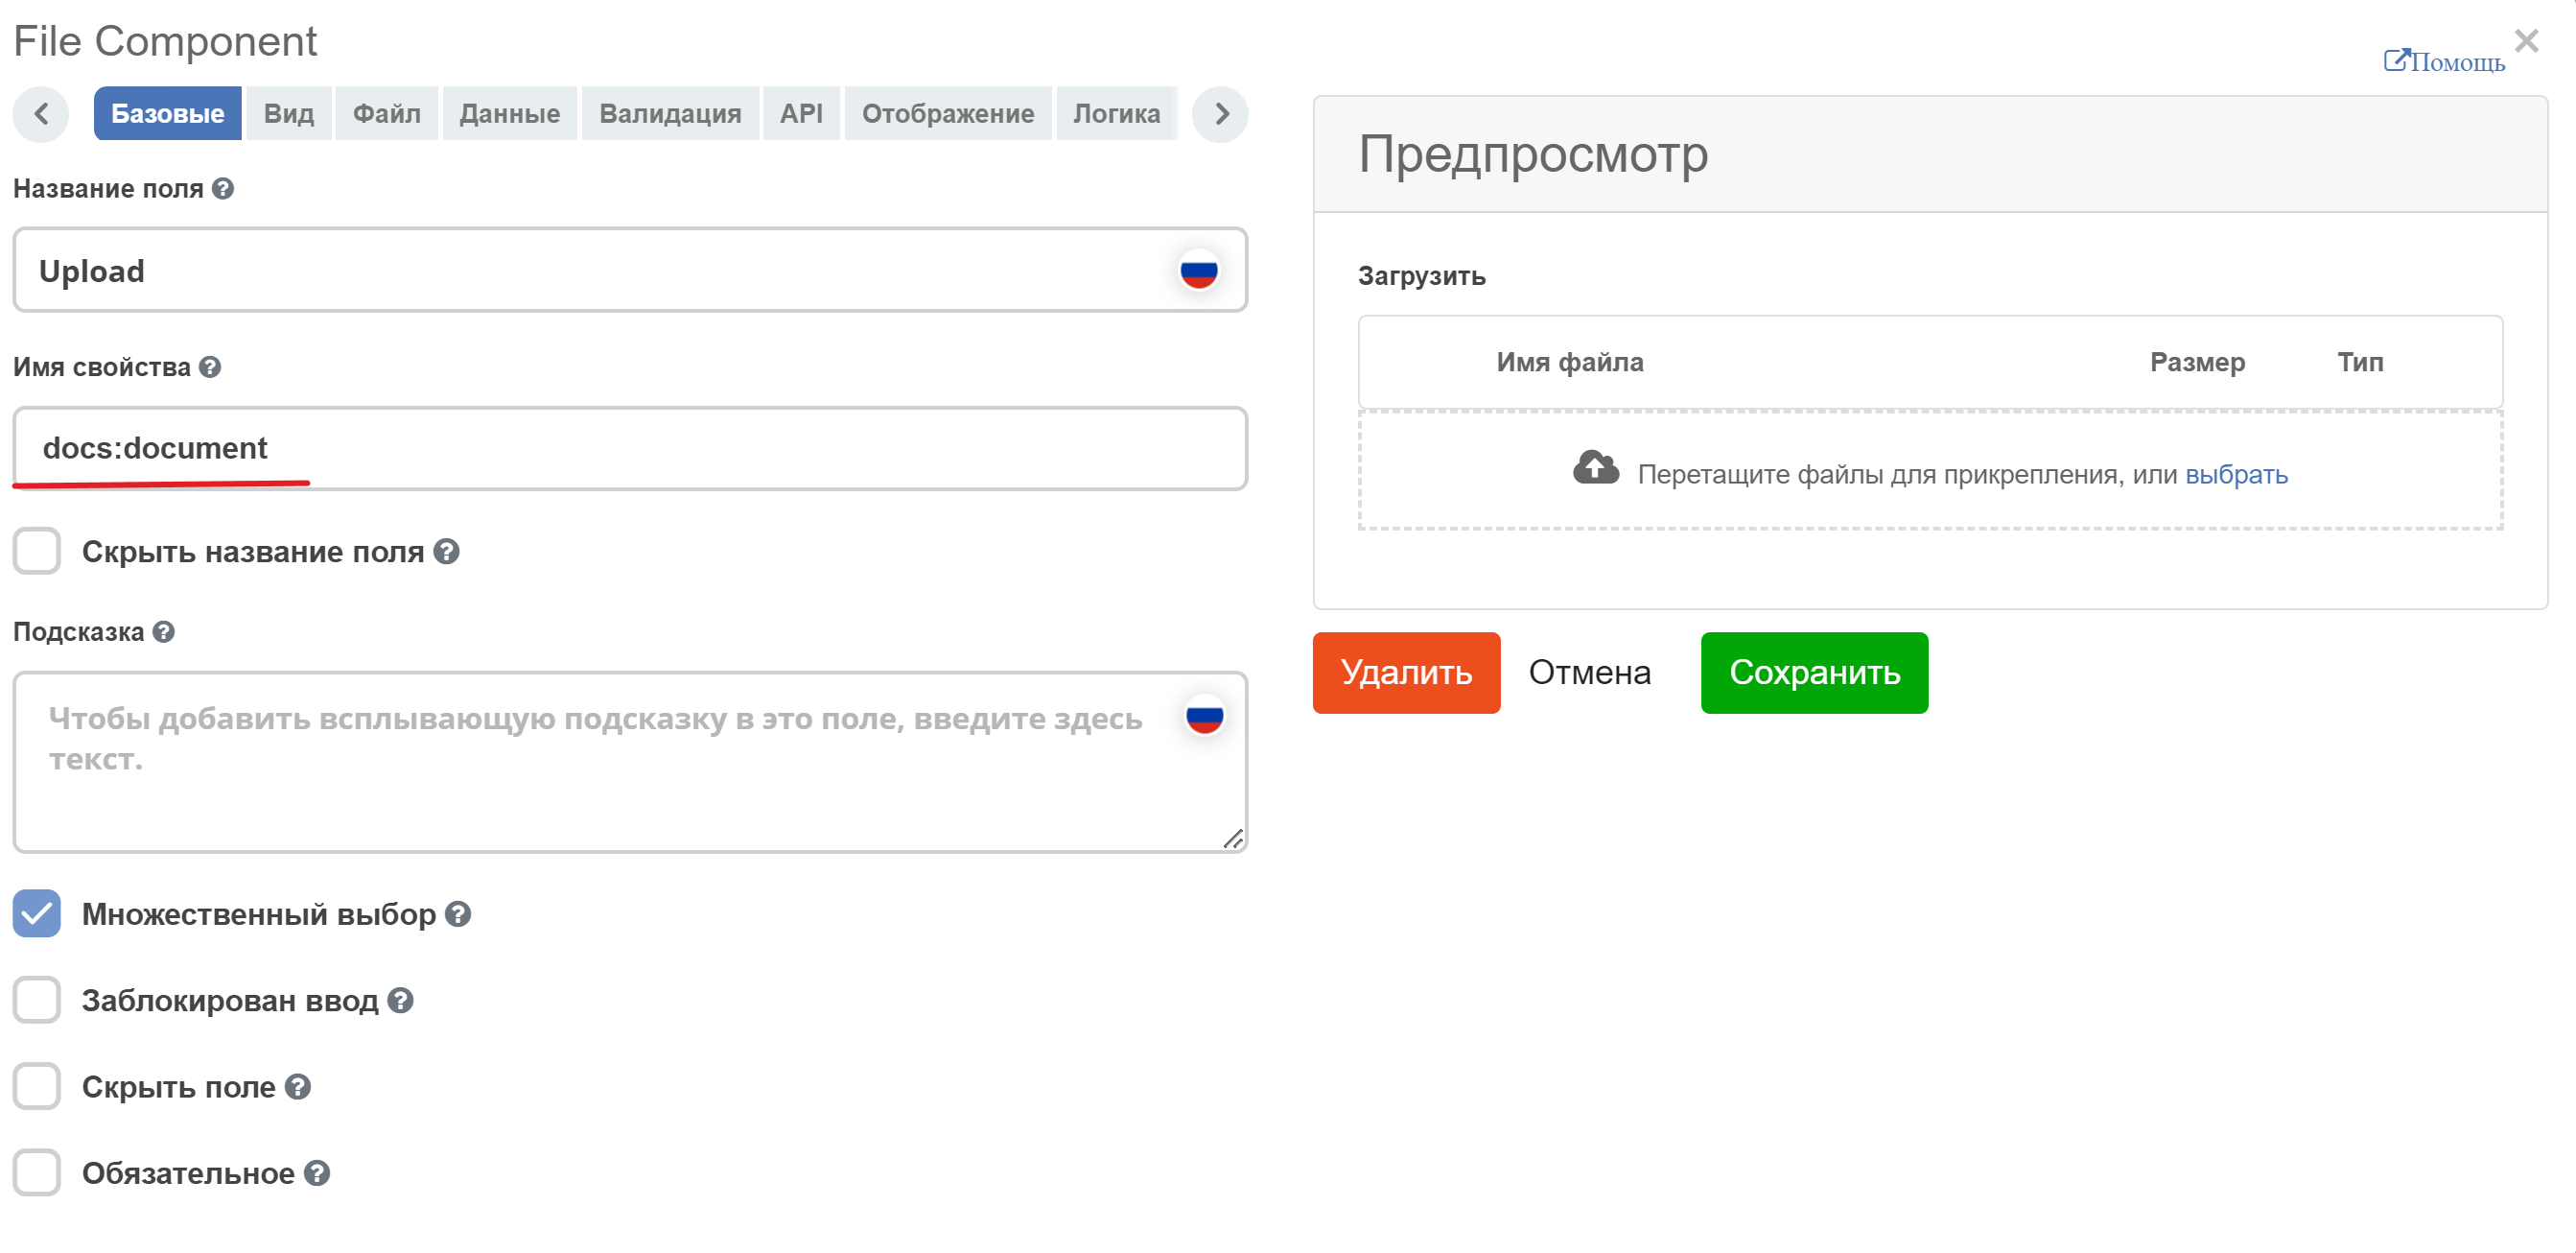 File Component
Помощь
Базовые
Вид
Файл
Данные
Валидация
API
Отображение
Логика
Название поля
Upload
Имя свойства
docs:document
Скрыть название поля
Подсказка
Чтобы добавить всплывающую подсказку в это поле, введите здесь
текст.
Множественный выбор
Заблокирован ввод
Скрыть поле
Обязательное
Предпросмотр
Загрузить
Имя файла
Размер
Тип
Перетащите файлы для прикрепления, или выбрать
Удалить
Отмена
Сохранить